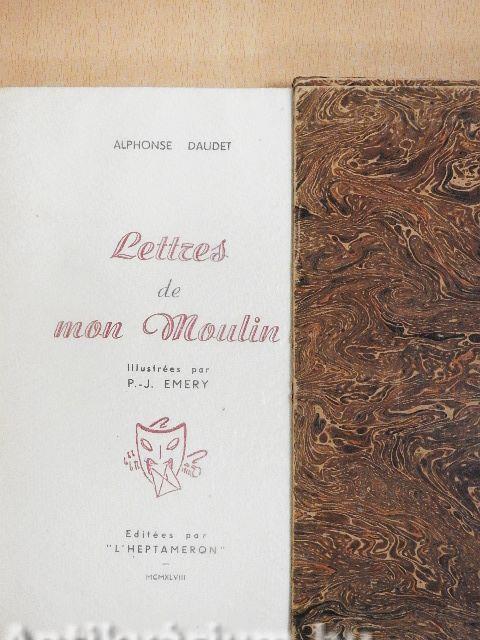 ALPHONSE DAUDET
Lettres
de
mon Moulin
Illustrées par
P.-J. EMERY
Editées par
"L'HEPTAMERON"
MCMXLVIII